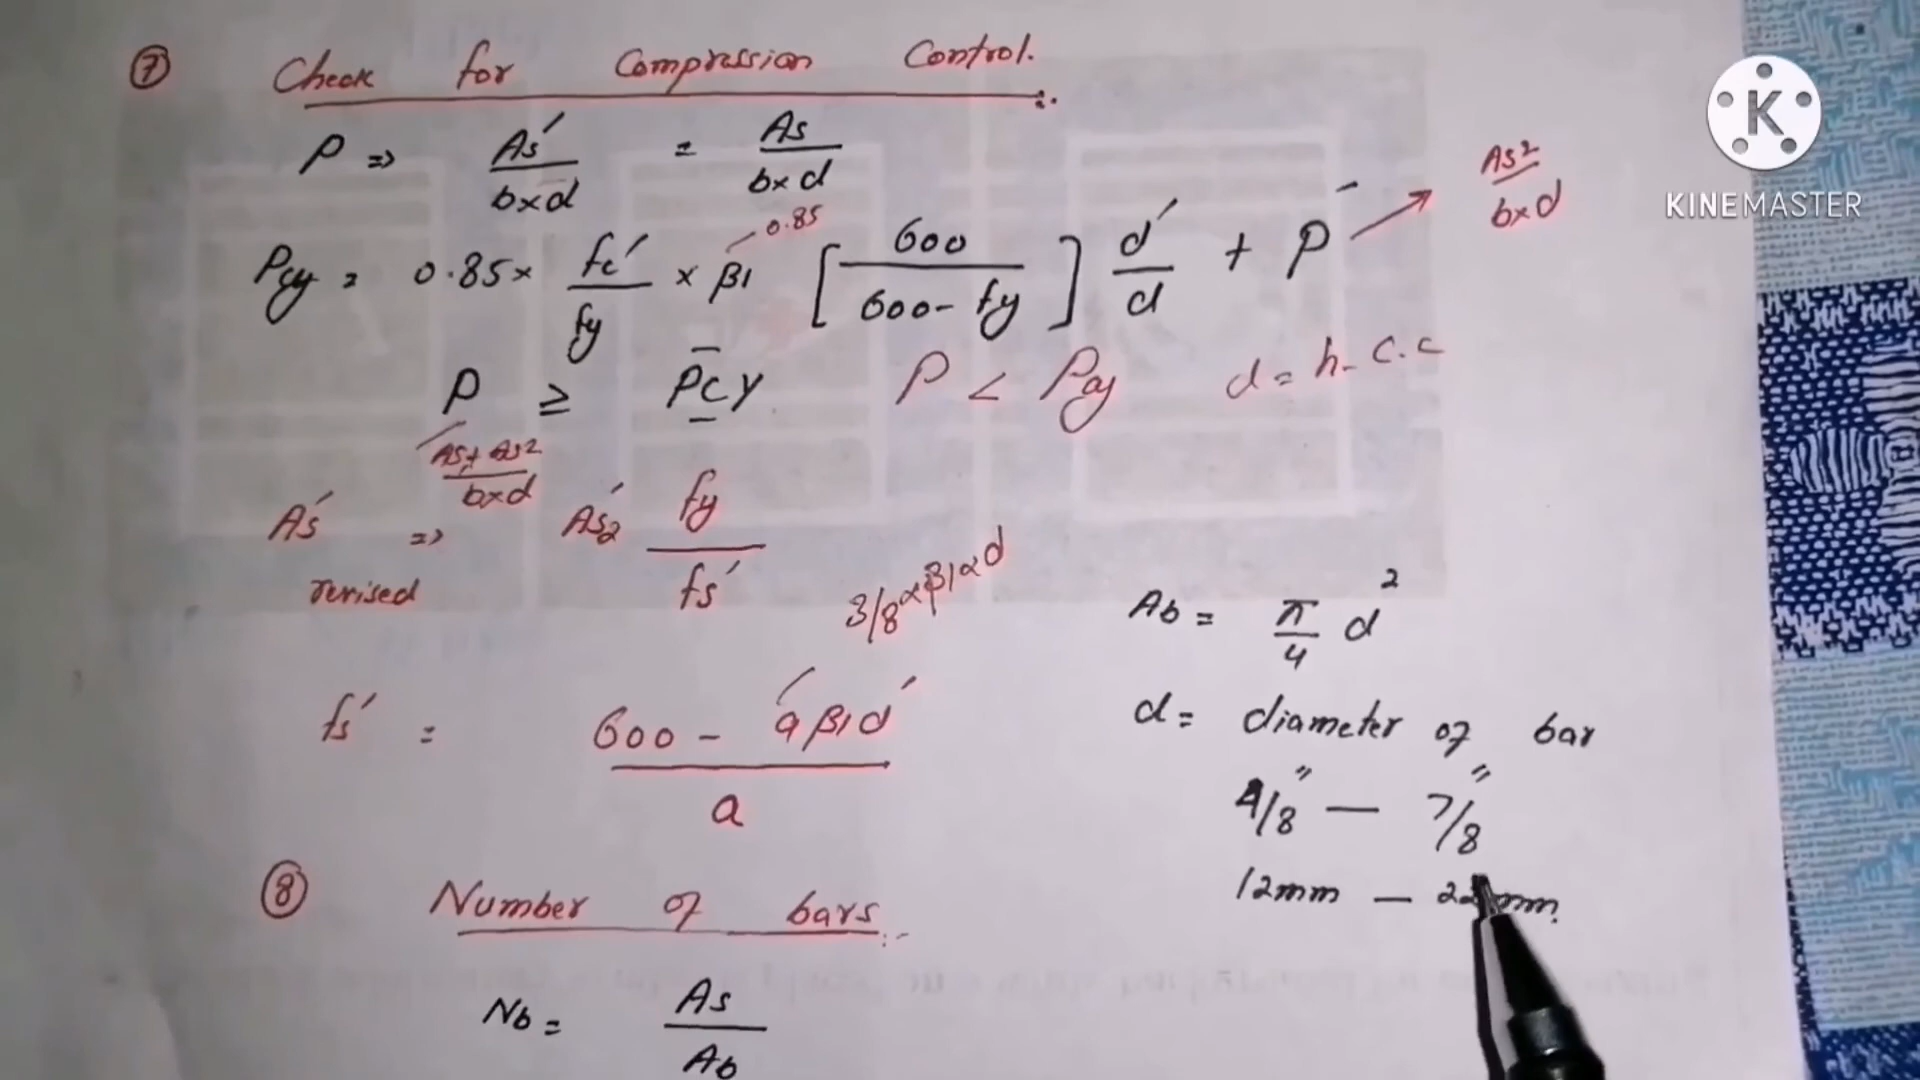 ⑦ Check for Compression Control.
ρ => As'/b×d = As/b×d
As2/b×d
0.85
ρcy = 0.85 × fc'/fy × β1 [600/600-fy] d'/d + ρ'
ρ ≥ ρ̄cy ρ < ρcy d = h - c.c
As + As2/b×d
As' => As2' fy/fs'
revised
3/8 × β1 × d
Ab = π/4 d²
fs' = 600 - a'β1d'/a
d = diameter of bar
4/8" — 7/8"
12mm — 22mm.
⑧ Number of bars
Nb = As/Ab
K
KINEMASTER